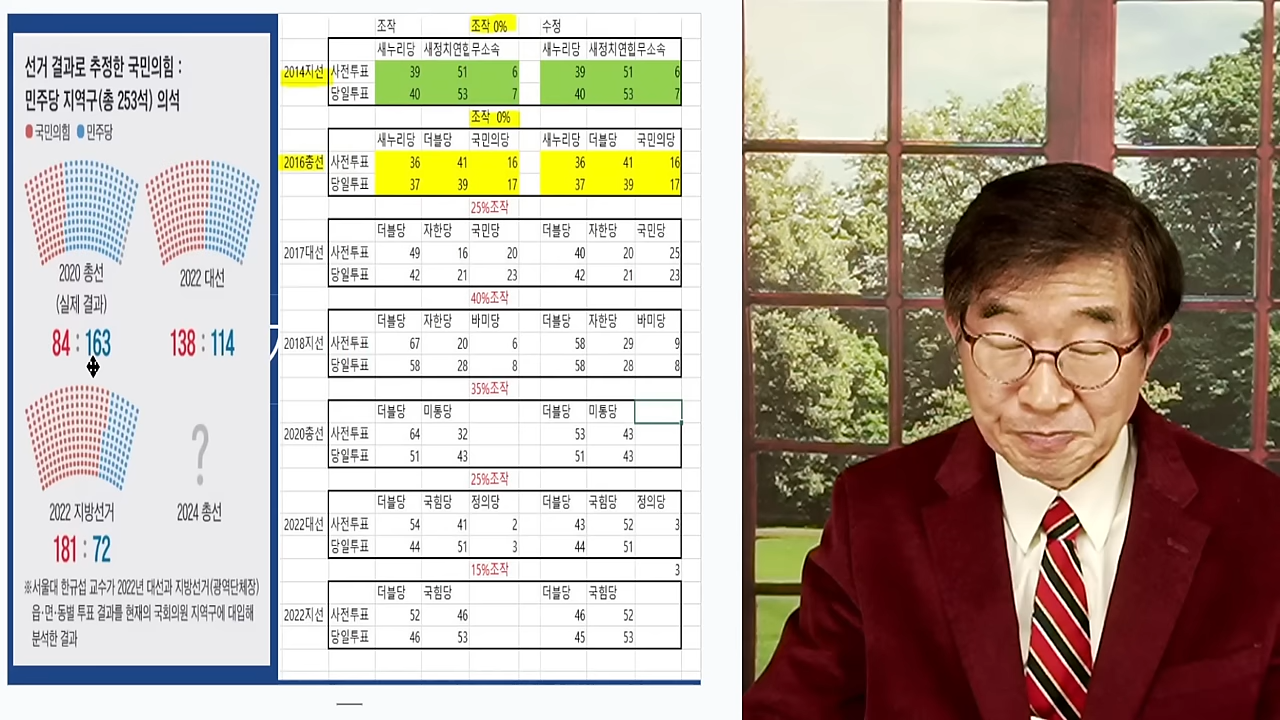 선거 결과로 추정한 국민의힘 :
민주당 지역구(총 253석) 의석
국민의힘 민주당
2020 총선
(실제 결과)
84 : 163
2022 대선
138 : 114
2022 지방선거
181 : 72
?
2024 총선
※서울대 한규섭 교수가 2022년 대선과 지방선거(광역단체장)
읍·면·동별 투표 결과를 현재의 국회의원 지역구에 대입해
분석한 결과
조작 조작 0% 수정
새누리당 새정치연합 무소속 새누리당 새정치연합 무소속
2014지선 사전투표 39 51 6 39 51 6
당일투표 40 53 7 40 53 7
조작 0%
새누리당 더블당 국민의당 새누리당 더블당 국민의당
2016총선 사전투표 36 41 16 36 41 16
당일투표 37 39 17 37 39 17
25%조작
더블당 자한당 국민당 더블당 자한당 국민당
2017대선 사전투표 49 16 20 40 20 25
당일투표 42 21 23 42 21 23
40%조작
더블당 자한당 바미당 더블당 자한당 바미당
2018지선 사전투표 67 20 6 58 29 9
당일투표 58 28 8 58 28 8
35%조작
더블당 미통당 더블당 미통당
2020총선 사전투표 64 32 53 43
당일투표 51 43 51 43
25%조작
더블당 국힘당 정의당 더블당 국힘당 정의당
2022대선 사전투표 54 41 2 43 52 3
당일투표 44 51 3 44 51
15%조작 3
더블당 국힘당 더블당 국힘당
2022지선 사전투표 52 46 46 52
당일투표 46 53 45 53